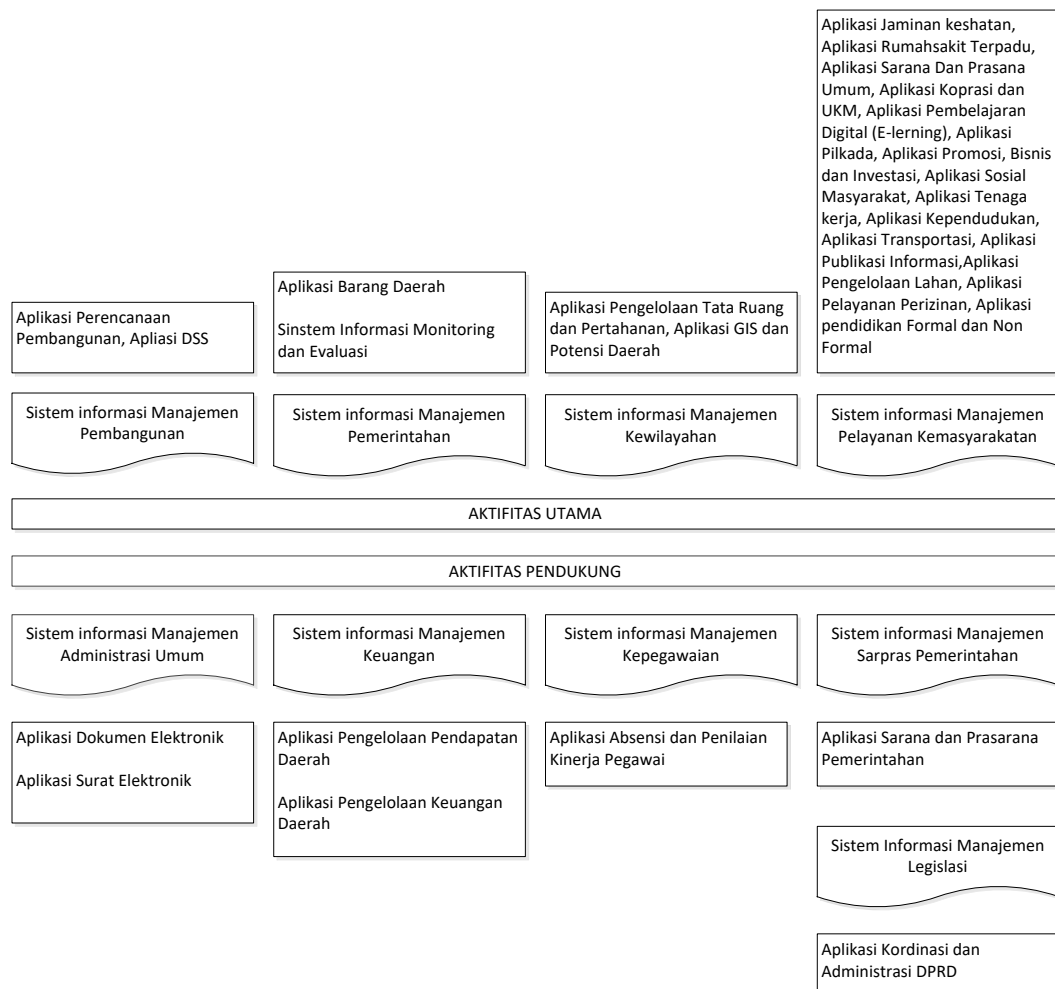 Aplikasi Jaminan keshatan,
Aplikasi Rumahsakit Terpadu,
Aplikasi Sarana Dan Prasana
Umum, Aplikasi Koprasi dan
UKM, Aplikasi Pembelajaran
Digital (E-lerning), Aplikasi
Pilkada, Aplikasi Promosi, Bisnis
dan Investasi, Aplikasi Sosial
Masyarakat, Aplikasi Tenaga
kerja, Aplikasi Kependudukan,
Aplikasi Transportasi, Aplikasi
Publikasi Informasi,Aplikasi
Pengelolaan Lahan, Aplikasi
Pelayanan Perizinan, Aplikasi
pendidikan Formal dan Non
Formal
Aplikasi Perencanaan
Pembangunan, Apliasi DSS
Aplikasi Barang Daerah
Sinstem Informasi Monitoring
dan Evaluasi
Aplikasi Pengelolaan Tata Ruang
dan Pertahanan, Aplikasi GIS dan
Potensi Daerah
Sistem informasi Manajemen
Pembangunan
Sistem informasi Manajemen
Pemerintahan
Sistem informasi Manajemen
Kewilayahan
Sistem informasi Manajemen
Pelayanan Kemasyarakatan
AKTIFITAS UTAMA
AKTIFITAS PENDUKUNG
Sistem informasi Manajemen
Administrasi Umum
Sistem informasi Manajemen
Keuangan
Sistem informasi Manajemen
Kepegawaian
Sistem informasi Manajemen
Sarpras Pemerintahan
Aplikasi Dokumen Elektronik
Aplikasi Surat Elektronik
Aplikasi Pengelolaan Pendapatan
Daerah
Aplikasi Pengelolaan Keuangan
Daerah
Aplikasi Absensi dan Penilaian
Kinerja Pegawai
Aplikasi Sarana dan Prasarana
Pemerintahan
Sistem Informasi Manajemen
Legislasi
Aplikasi Kordinasi dan
Administrasi DPRD